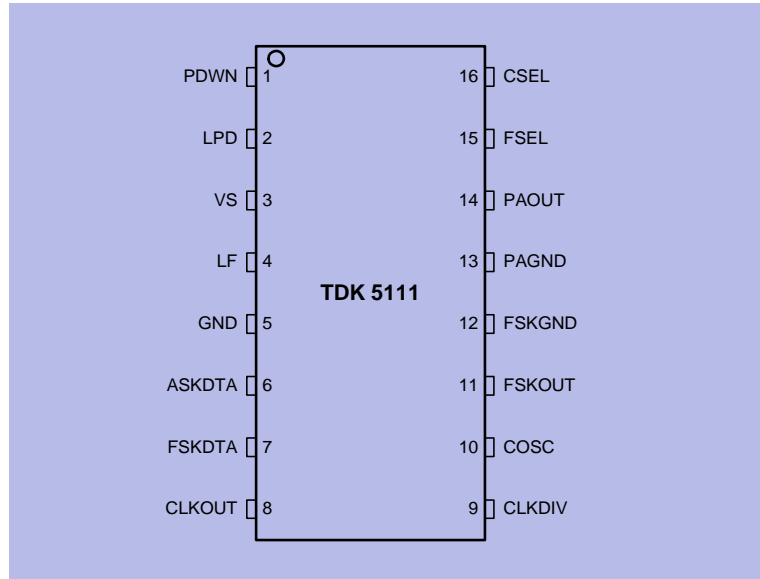 PDWN 1 16 CSEL
LPD 2 15 FSEL
VS 3 14 PAOUT
LF 4 13 PAGND
TDK 5111
GND 5 12 FSKGND
ASKDTA 6 11 FSKOUT
FSKDTA 7 10 COSC
CLKOUT 8 9 CLKDIV